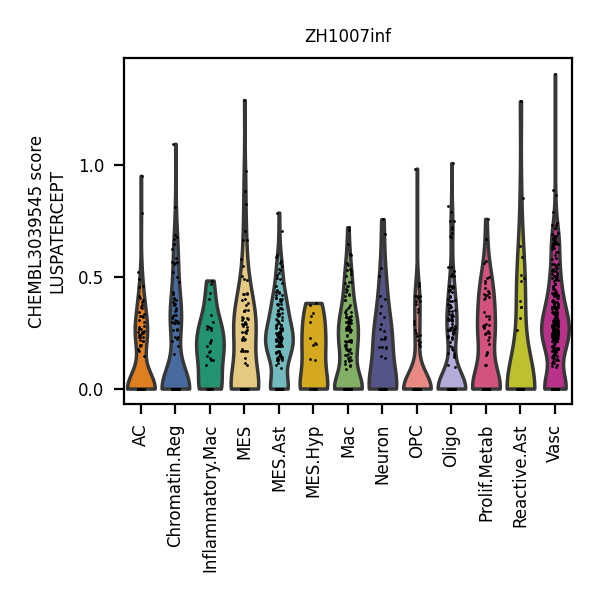 ZH1007inf
CHEMBL3039545 score
LUSPATERCEPT
1.0
0.5
0.0
AC
Chromatin.Reg
Inflammatory.Mac
MES
MES.Ast
MES.Hyp
Mac
Neuron
OPC
Oligo
Prolif.Metab
Reactive.Ast
Vasc